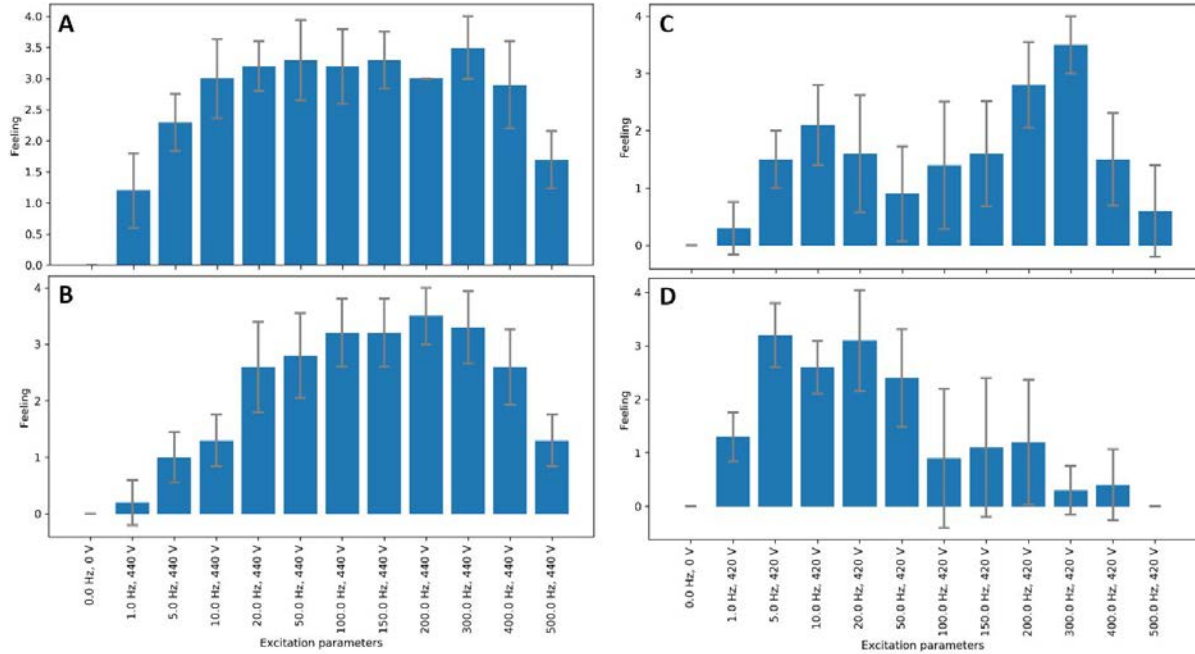 A
4.0
3.5
3.0
2.5
2.0
1.5
1.0
0.5
0.0
Feeling
B
4
3
2
1
0
Feeling
0.0 Hz, 0 V
1.0 Hz, 440 V
5.0 Hz, 440 V
10.0 Hz, 440 V
20.0 Hz, 440 V
50.0 Hz, 440 V
100.0 Hz, 440 V
150.0 Hz, 440 V
200.0 Hz, 440 V
300.0 Hz, 440 V
400.0 Hz, 440 V
500.0 Hz, 440 V
Excitation parameters
C
4
3
2
1
0
Feeling
D
4
3
2
1
0
Feeling
0.0 Hz, 0 V
1.0 Hz, 420 V
5.0 Hz, 420 V
10.0 Hz, 420 V
20.0 Hz, 420 V
50.0 Hz, 420 V
100.0 Hz, 420 V
150.0 Hz, 420 V
200.0 Hz, 420 V
300.0 Hz, 420 V
400.0 Hz, 420 V
500.0 Hz, 420 V
Excitation parameters